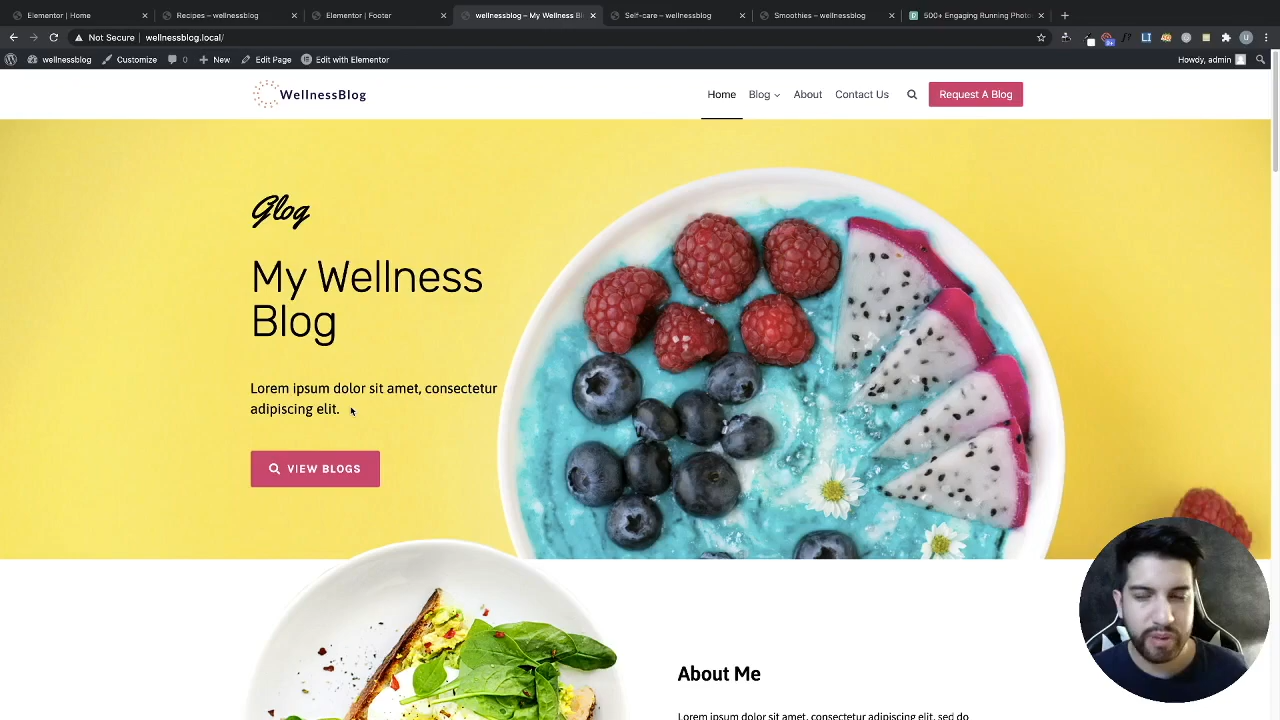 Elementor | Home
Recipes – wellnessblog
Elementor | Footer
wellnessblog – My Wellness Bl
Self-care – wellnessblog
Smoothies – wellnessblog
500+ Engaging Running Photo
Not Secure
wellnessblog.local/
wellnessblog
Customize
0
New
Edit Page
Edit with Elementor
Howdy, admin
WellnessBlog
Home
Blog
About
Contact Us
Request A Blog
Glog
My Wellness
Blog
Lorem ipsum dolor sit amet, consectetur
adipiscing elit.
VIEW BLOGS
About Me
Lorem ipsum dolor sit amet, consectetur adipiscing elit, sed do